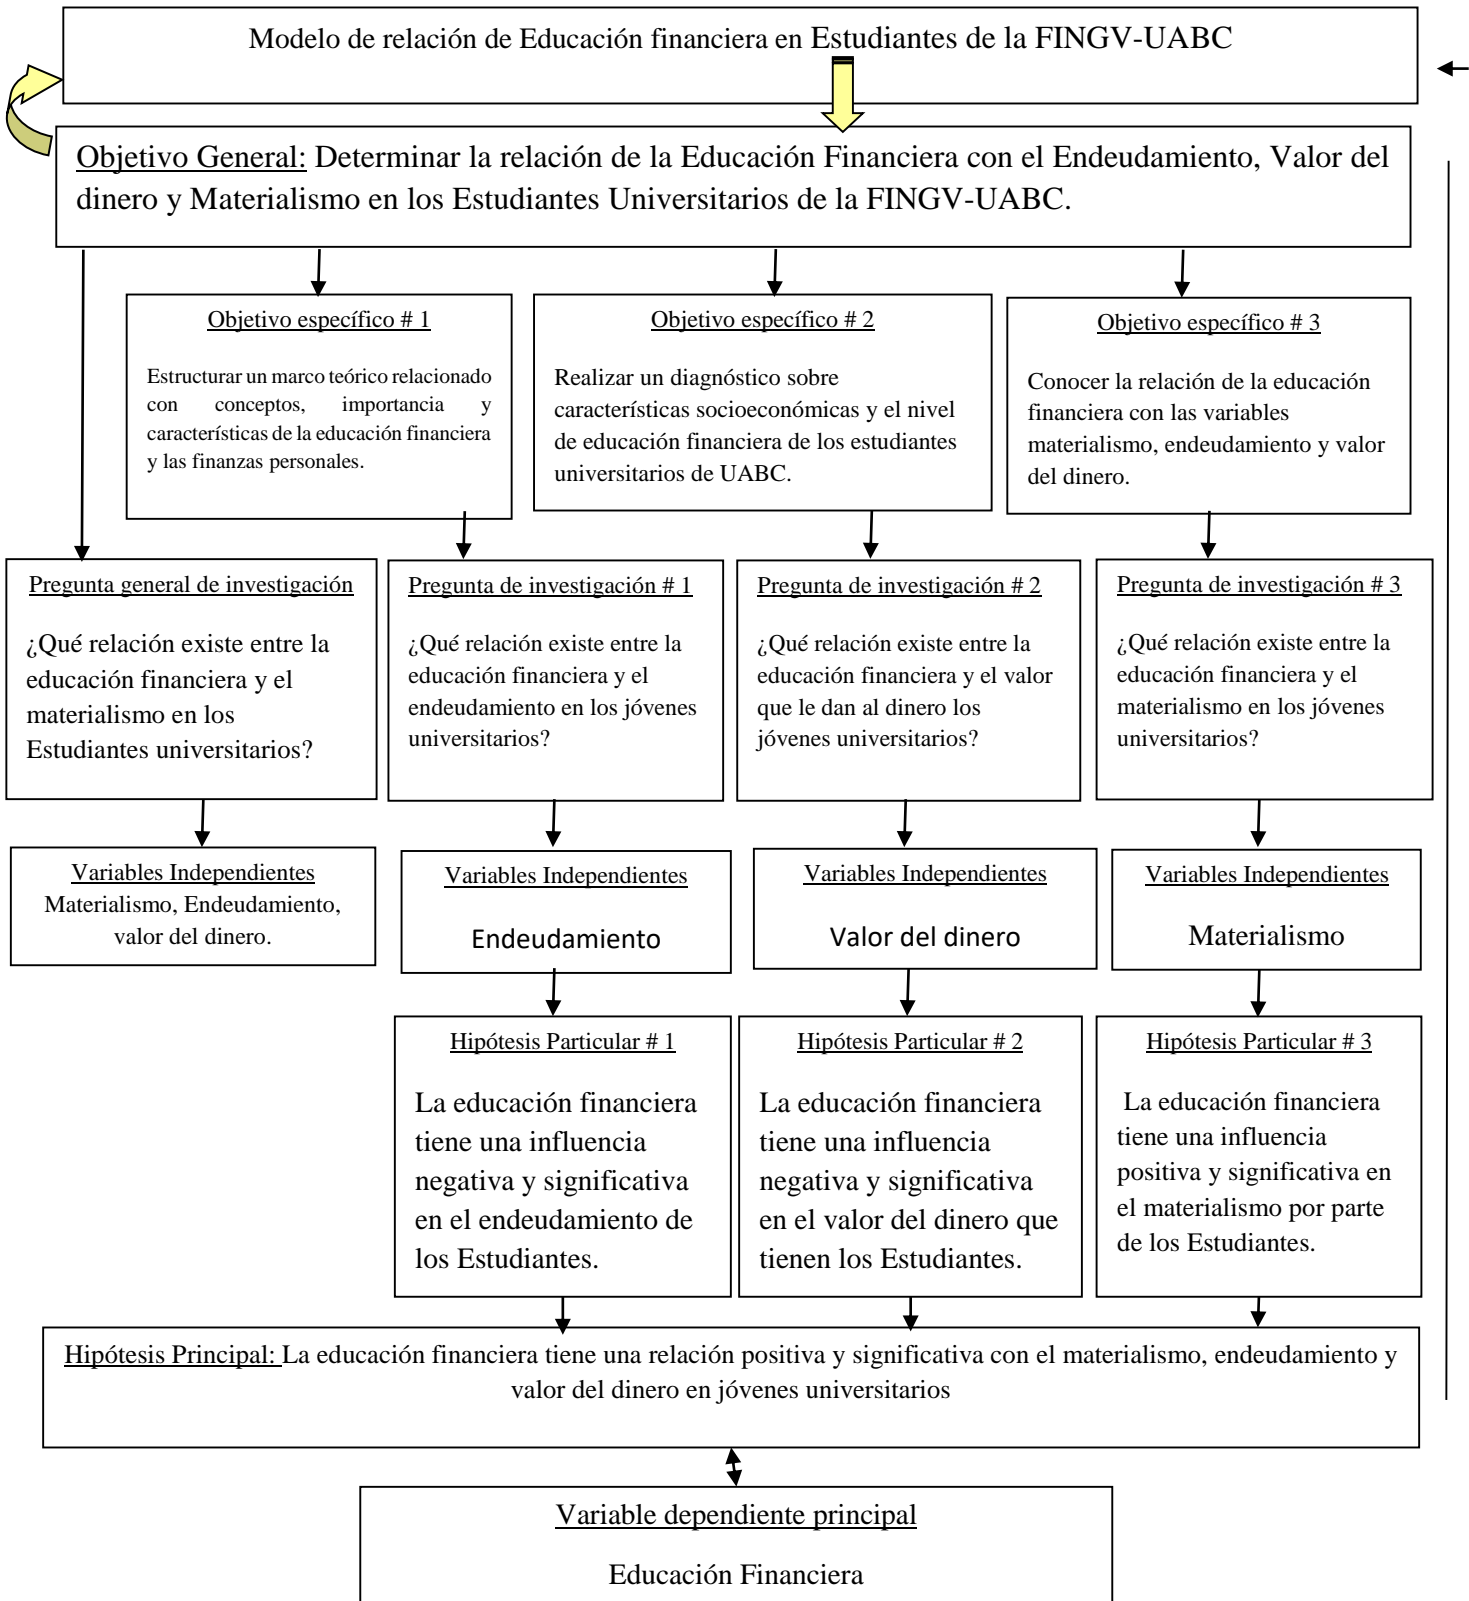 Modelo de relación de Educación financiera en Estudiantes de la FINGV-UABC
Objetivo General: Determinar la relación de la Educación Financiera con el Endeudamiento, Valor del
dinero y Materialismo en los Estudiantes Universitarios de la FINGV-UABC.
Objetivo específico # 1
Estructurar un marco teórico relacionado
con conceptos, importancia y
características de la educación financiera
y las finanzas personales.
Objetivo específico # 2
Realizar un diagnóstico sobre
características socioeconómicas y el nivel
de educación financiera de los estudiantes
universitarios de UABC.
Objetivo específico # 3
Conocer la relación de la educación
financiera con las variables
materialismo, endeudamiento y valor
del dinero.
Pregunta general de investigación
¿Qué relación existe entre la
educación financiera y el
materialismo en los
Estudiantes universitarios?
Pregunta de investigación # 1
¿Qué relación existe entre la
educación financiera y el
endeudamiento en los jóvenes
universitarios?
Pregunta de investigación # 2
¿Qué relación existe entre la
educación financiera y el valor
que le dan al dinero los
jóvenes universitarios?
Pregunta de investigación # 3
¿Qué relación existe entre la
educación financiera y el
materialismo en los jóvenes
universitarios?
Variables Independientes
Materialismo, Endeudamiento,
valor del dinero.
Variables Independientes
Endeudamiento
Variables Independientes
Valor del dinero
Variables Independientes
Materialismo
Hipótesis Particular # 1
La educación financiera
tiene una influencia
negativa y significativa
en el endeudamiento de
los Estudiantes.
Hipótesis Particular # 2
La educación financiera
tiene una influencia
negativa y significativa
en el valor del dinero que
tienen los Estudiantes.
Hipótesis Particular # 3
La educación financiera
tiene una influencia
positiva y significativa en
el materialismo por parte
de los Estudiantes.
Hipótesis Principal: La educación financiera tiene una relación positiva y significativa con el materialismo, endeudamiento y
valor del dinero en jóvenes universitarios
Variable dependiente principal
Educación Financiera